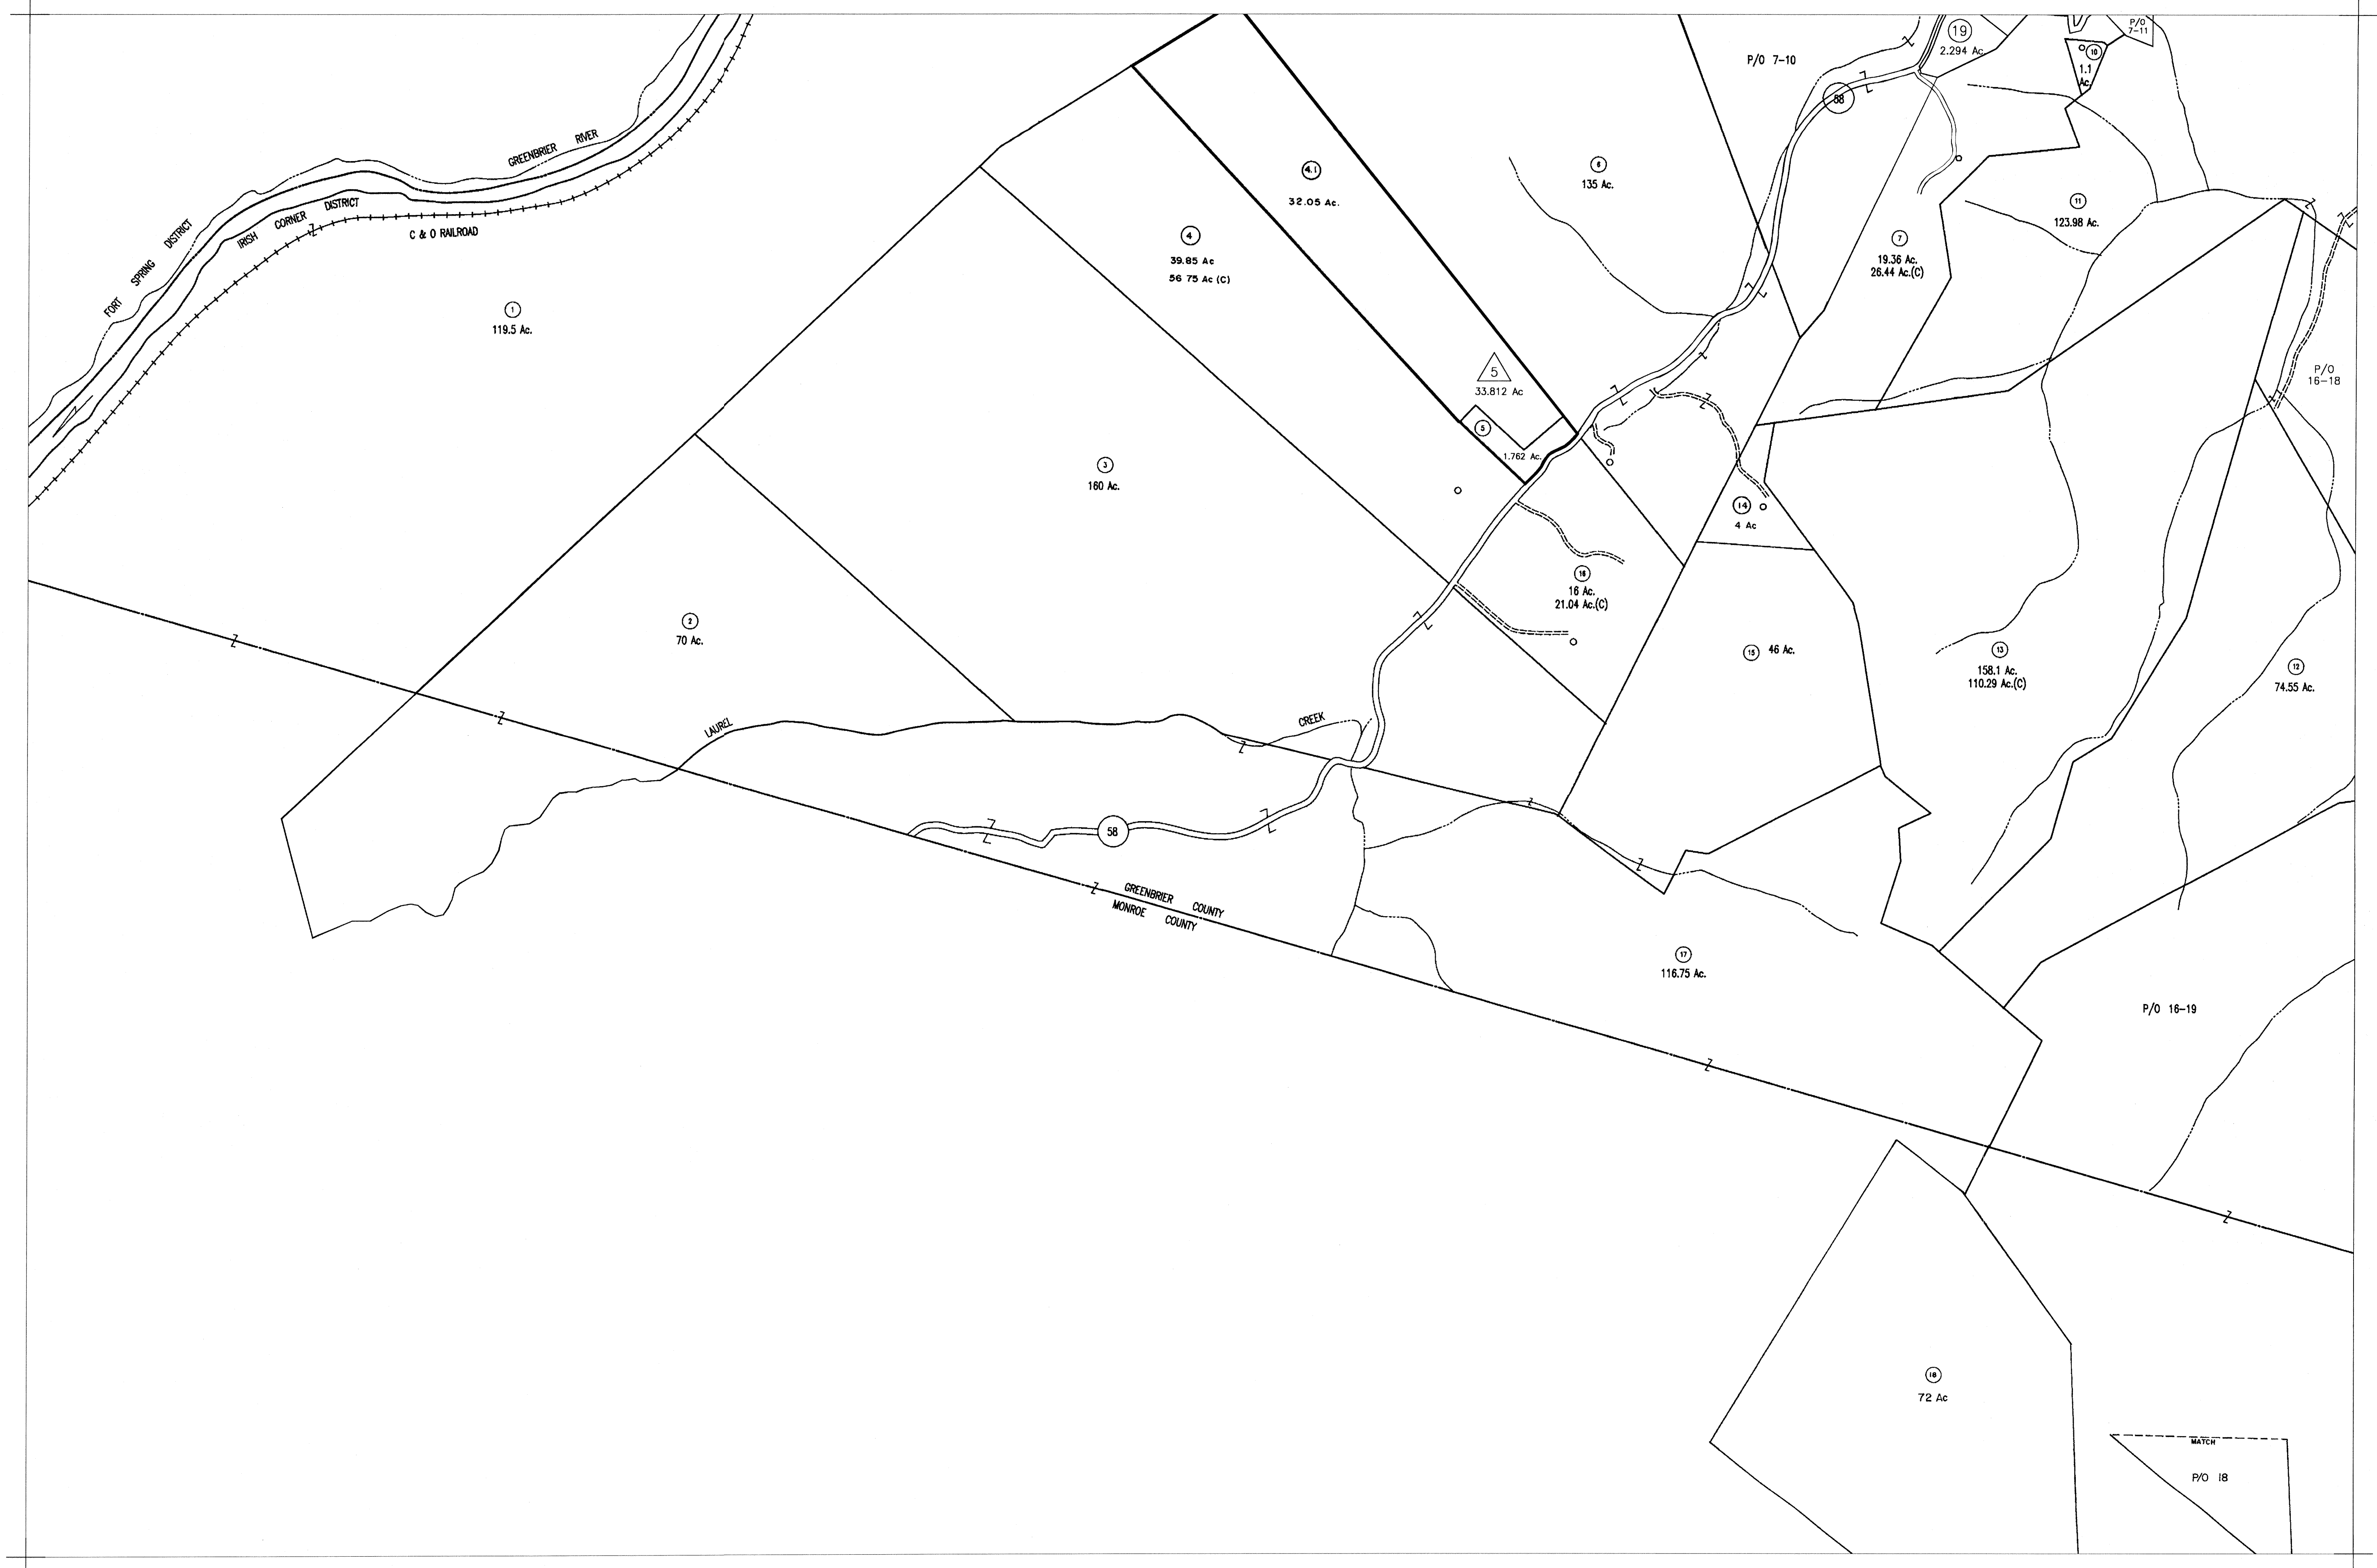 P/O
7-11
19
2.294 Ac.
10
1.1
Ac
P/O 7-10
58
GREENBRIER RIVER
6
135 Ac.
4.1
32.05 Ac.
11
123.98 Ac.
FORT SPRING DISTRICT
IRISH CORNER DISTRICT
C & O RAILROAD
4
39.85 Ac
56 75 Ac (C)
7
19.36 Ac.
26.44 Ac.(C)
1
119.5 Ac.
5
33.812 Ac
P/O
16-18
5
1.762 Ac.
3
160 Ac.
14
4 Ac
16
16 Ac.
21.04 Ac.(C)
2
70 Ac.
15 46 Ac.
13
158.1 Ac.
110.29 Ac.(C)
12
74.55 Ac.
LAUREL CREEK
58
GREENBRIER COUNTY
MONROE COUNTY
17
116.75 Ac.
P/O 16-19
18
72 Ac
MATCH
P/O 18